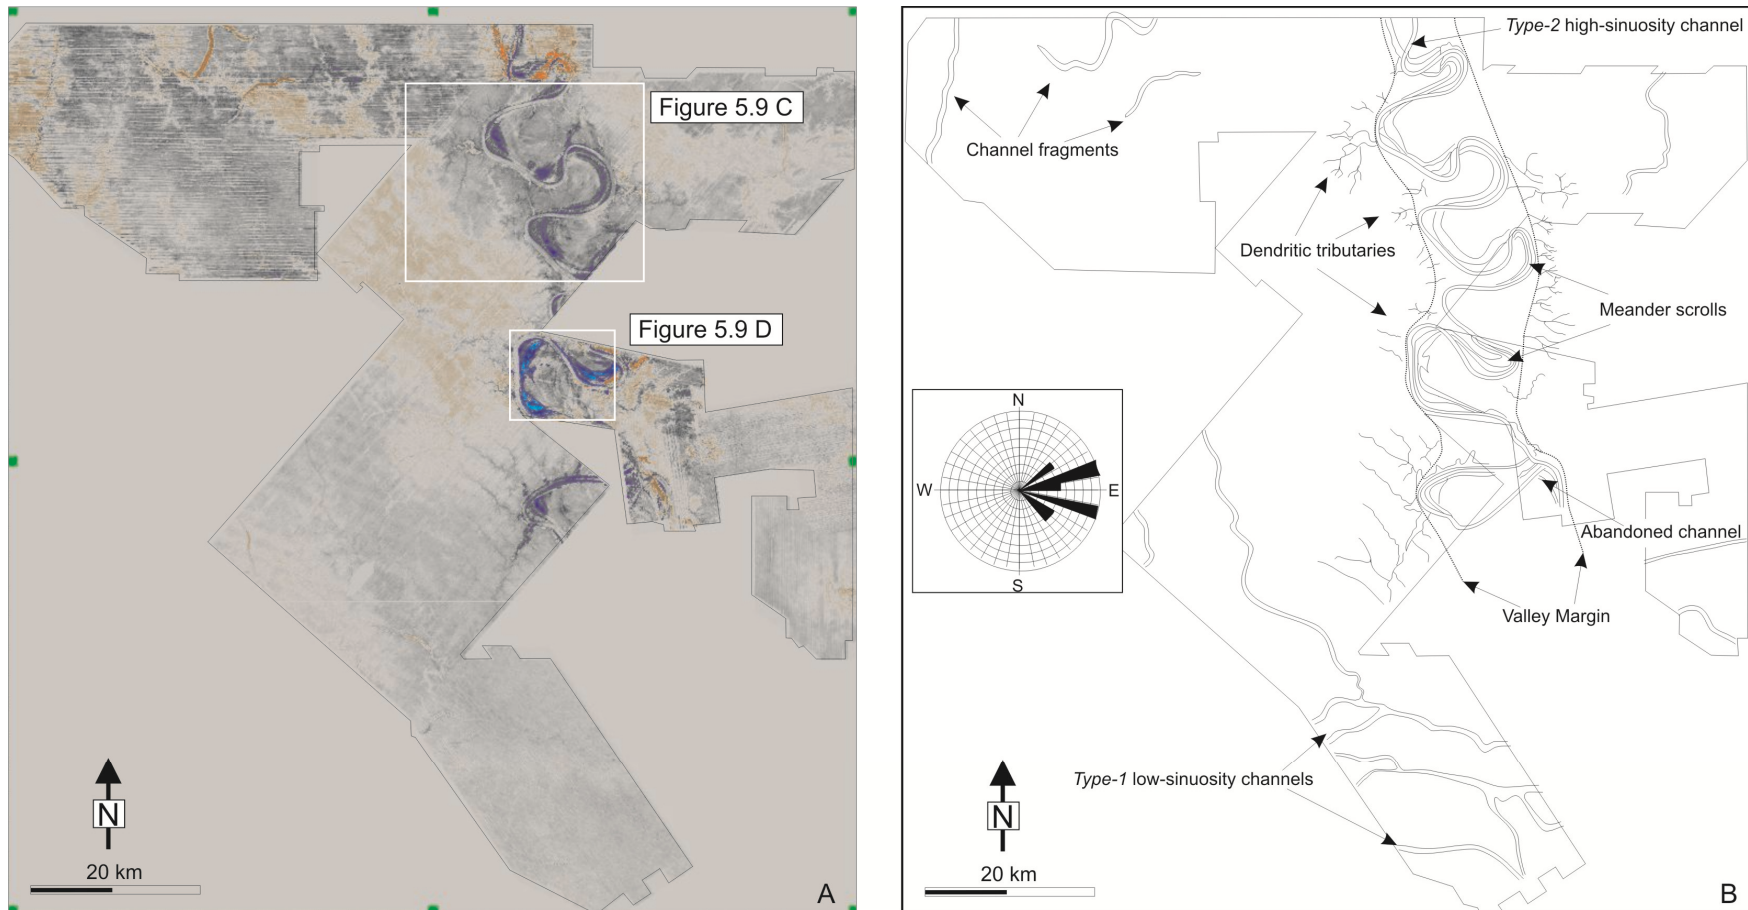 Figure 5.9 C
Figure 5.9 D
N
20 km
A
Type-2 high-sinuosity channel
Channel fragments
Dendritic tributaries
Meander scrolls
N
W
E
S
Abandoned channel
Valley Margin
Type-1 low-sinuosity channels
N
20 km
B